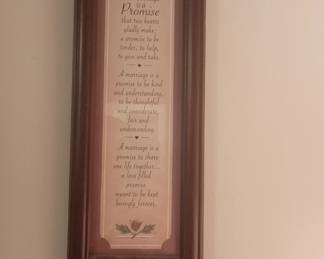 is a
Promise
that two hearts
gladly make;
a promise to be
tender, to help,
to give and take.
A marriage is a
promise to be kind
and understanding,
to be thoughtful
and considerate,
fair and
undemanding.
A marriage is a
promise to share
one life together...
a love filled
promise
meant to be kept
lovingly forever.